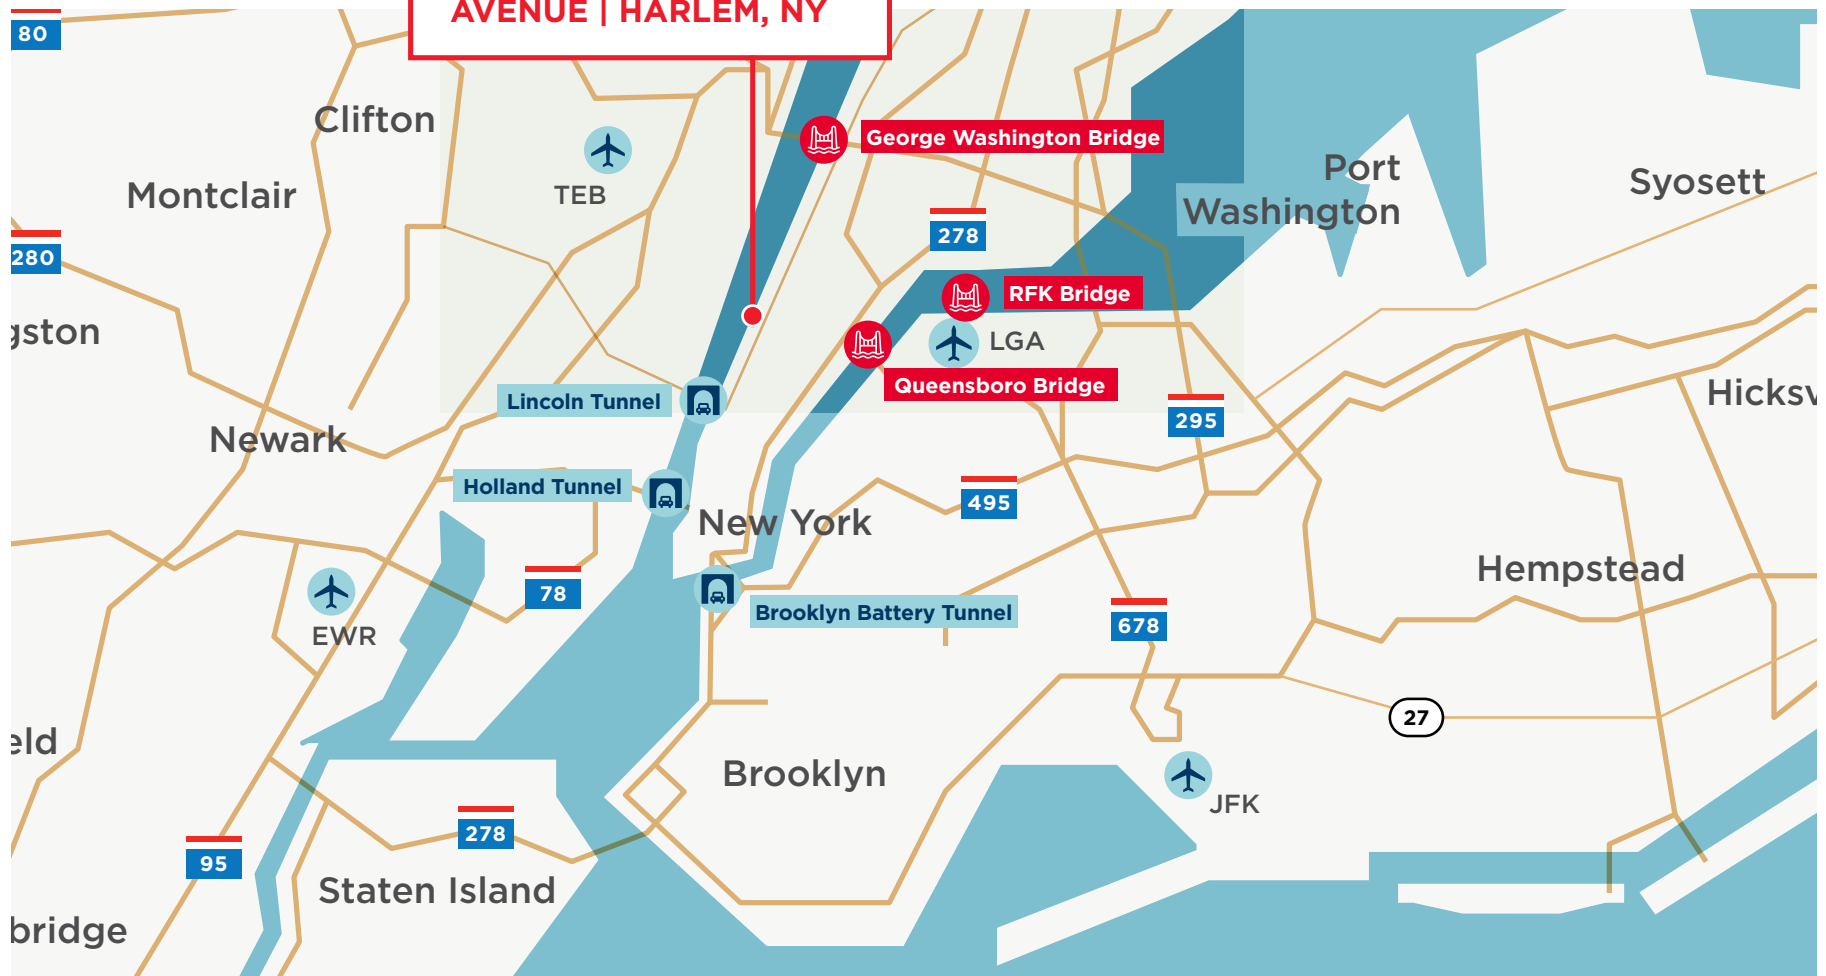 AVENUE | HARLEM, NY
80
Clifton
George Washington Bridge
Port
Washington
Syosett
Montclair
TEB
278
280
RFK Bridge
gston
LGA
Queensboro Bridge
Lincoln Tunnel
Hicksv
295
Newark
Holland Tunnel
495
New York
Hempstead
78
EWR
Brooklyn Battery Tunnel
678
27
eld
Brooklyn
JFK
278
95
Staten Island
bridge